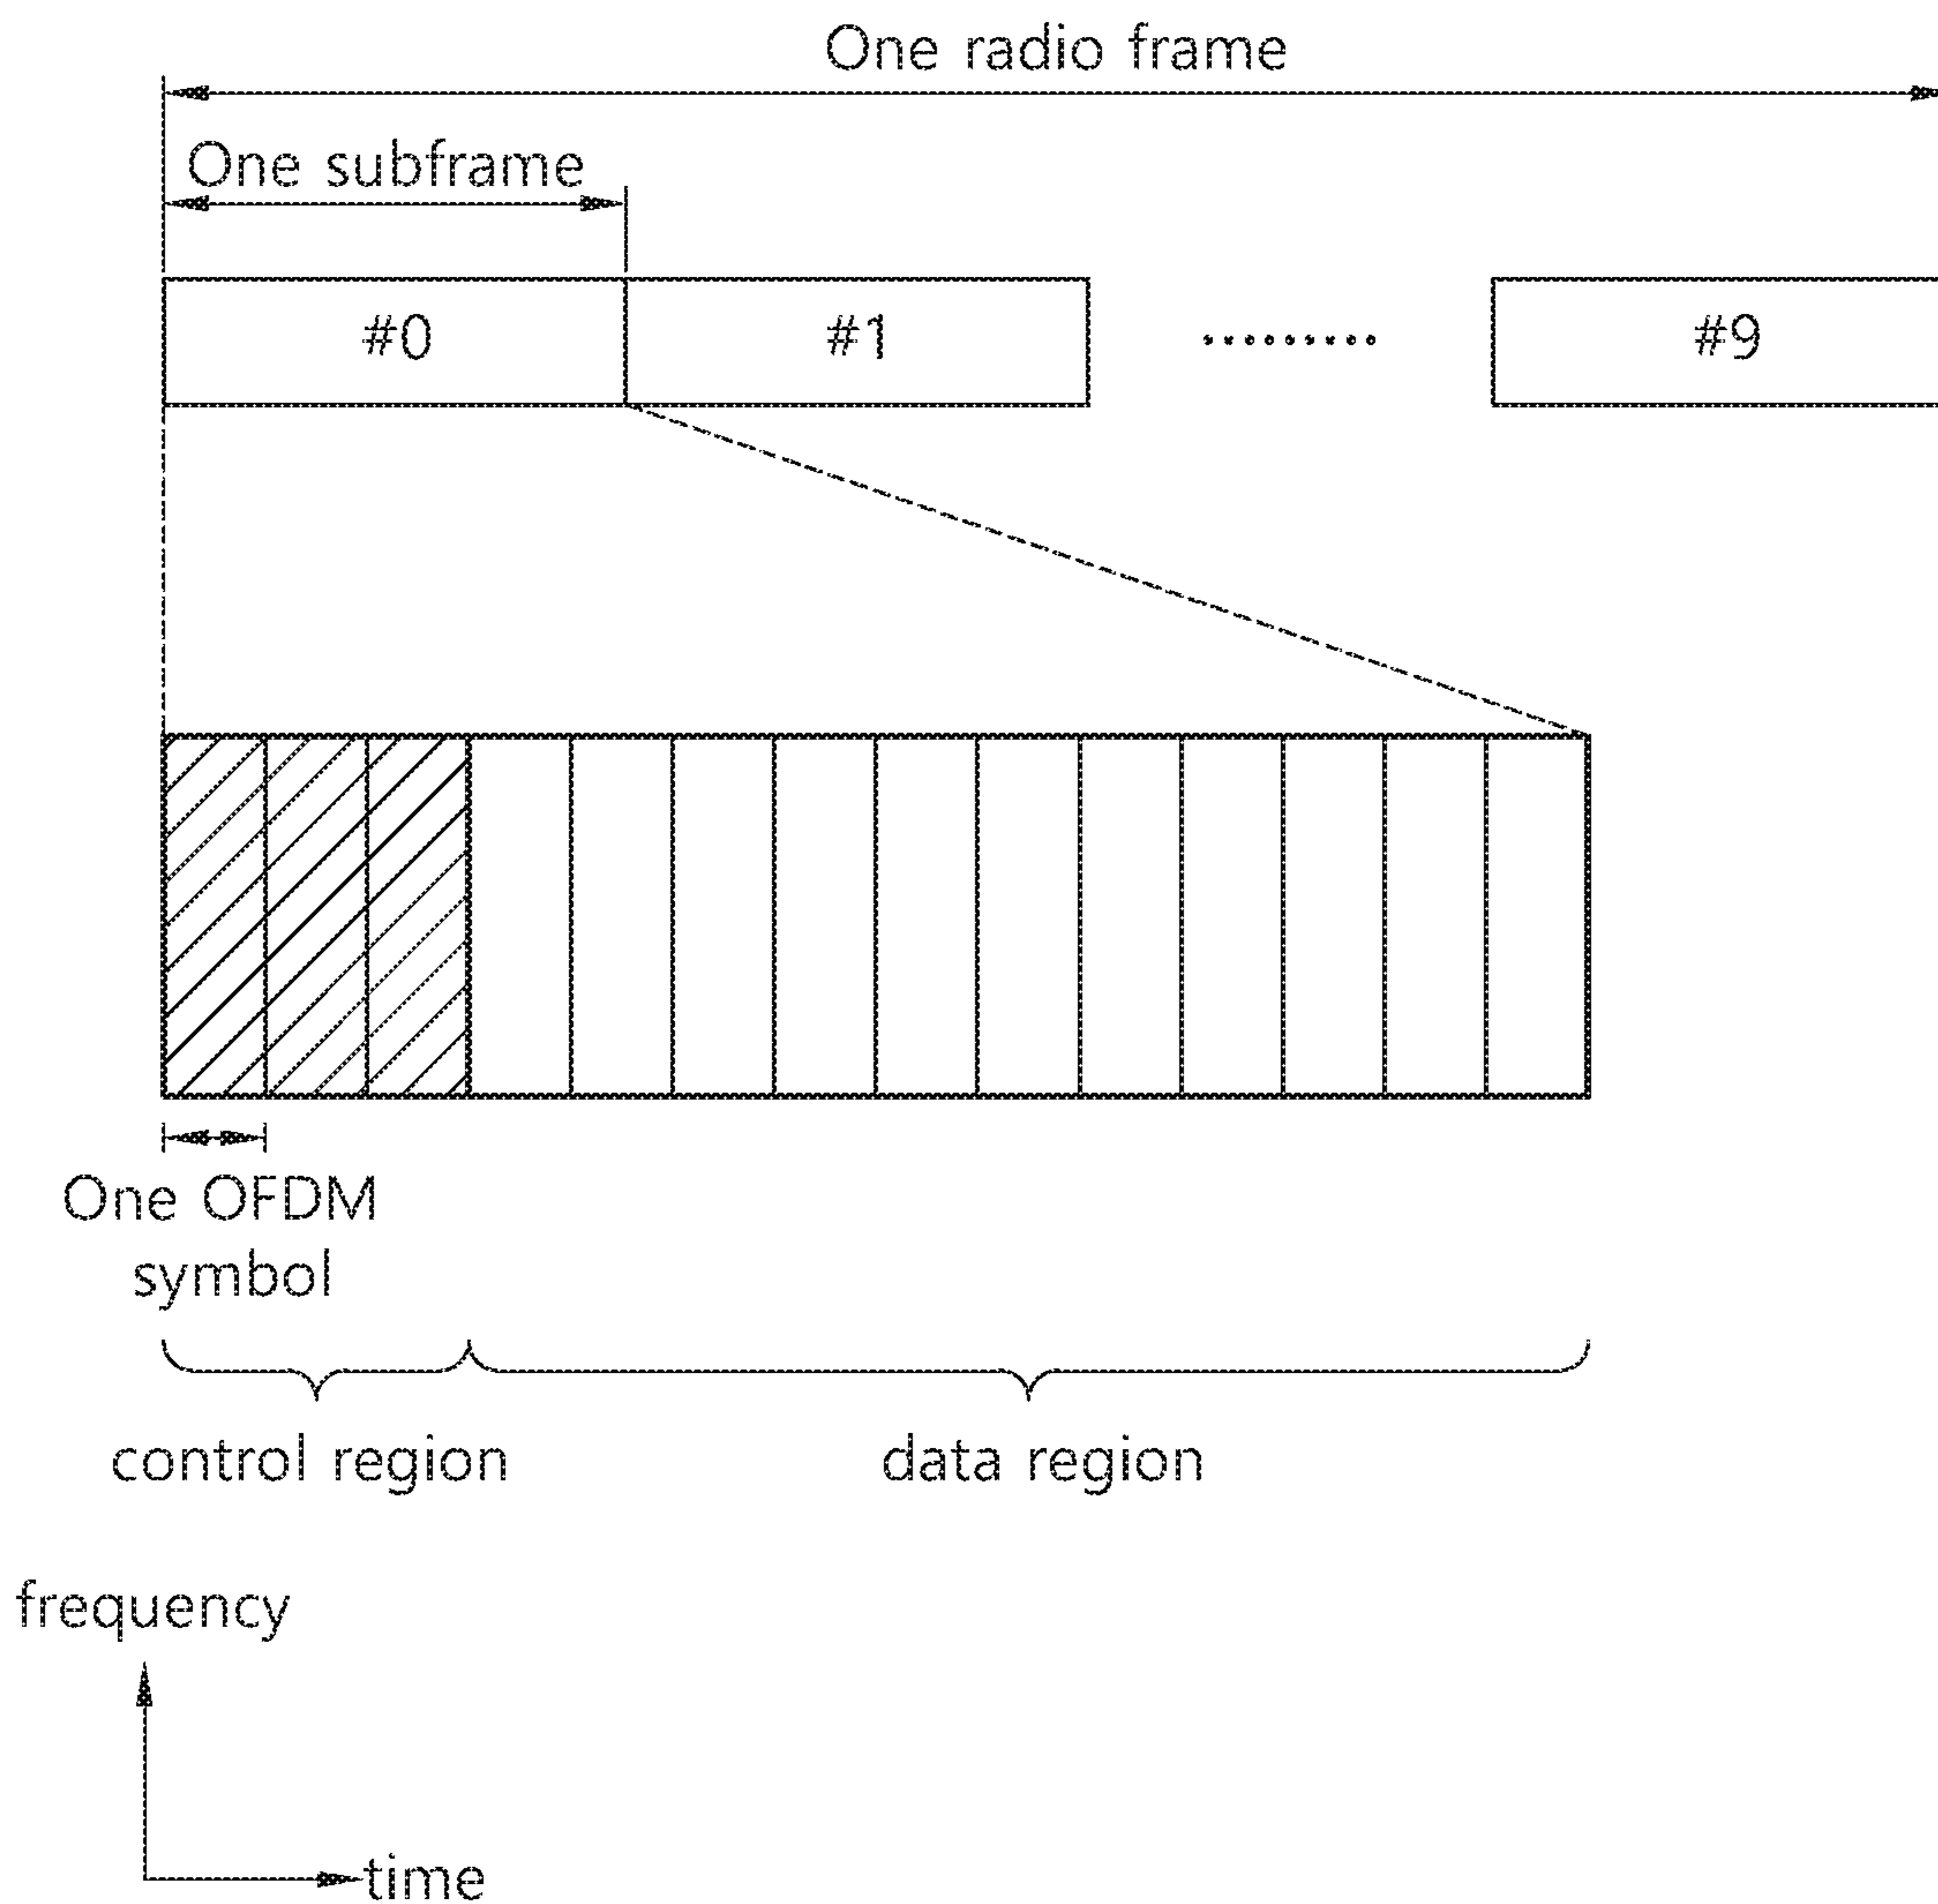 One radio frame
One subframe
#0 #1 ········· #9
One OFDM
symbol
control region data region
frequency
time